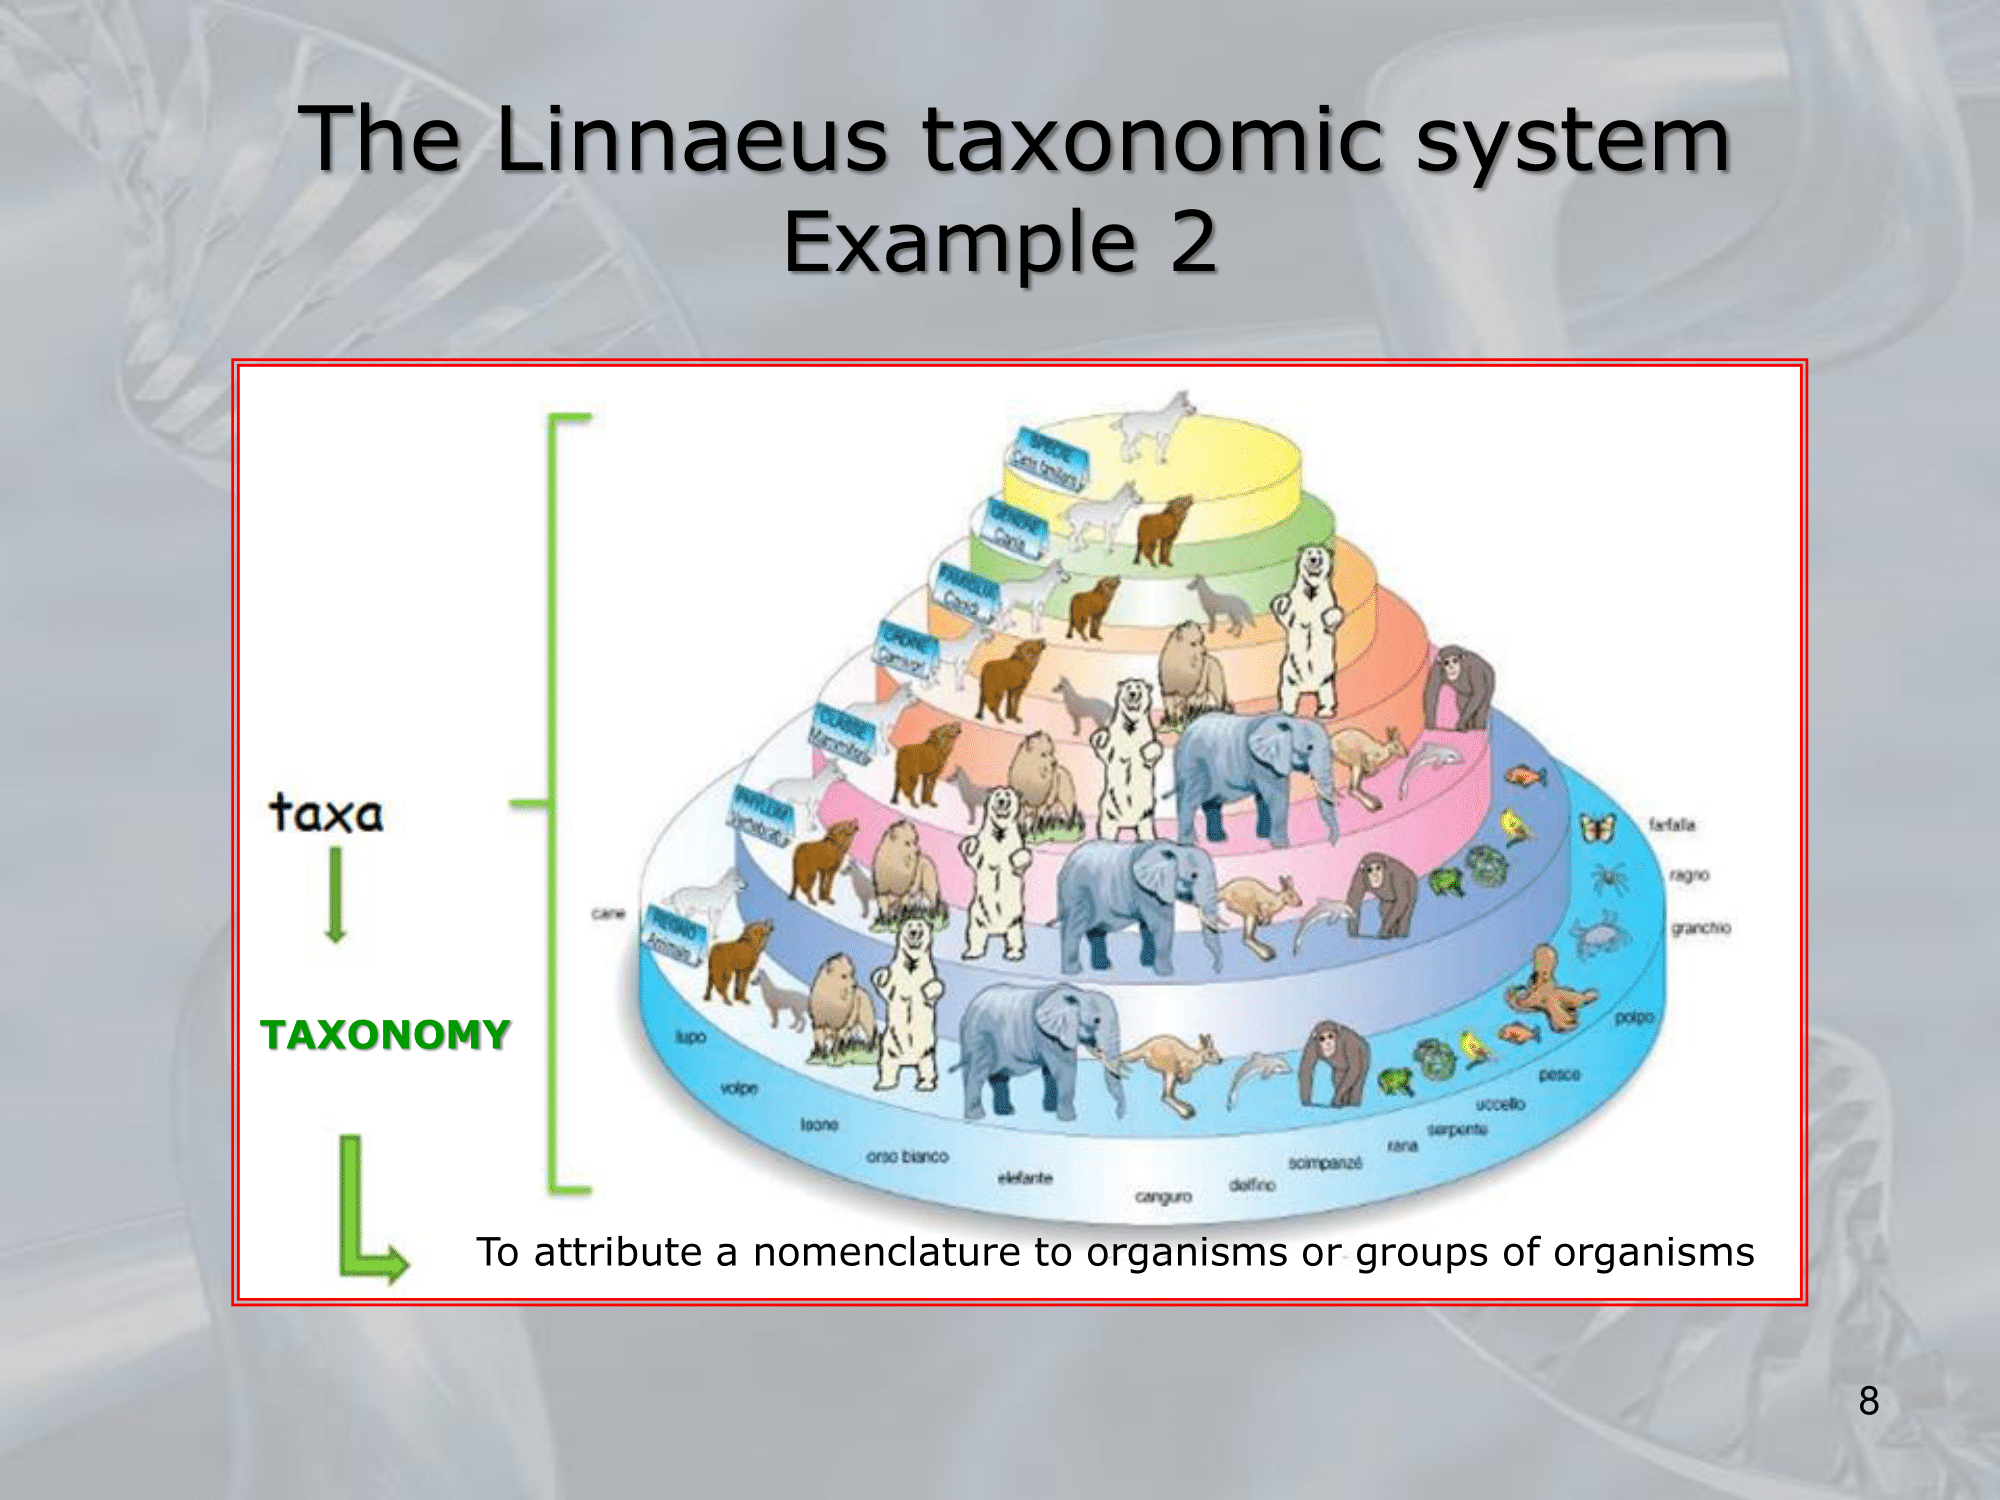 The Linnaeus taxonomic system
Example 2
SPECIE
Canis familiaris
GENERE
Canis
FAMIGLIA
Canidi
ORDINE
Carnivori
CLASSE
Mammiferi
PHYLUM
Vertebrati
REGNO
Animale
taxa
TAXONOMY
cane
lupo
volpe
leone
orso bianco
elefante
canguro
delfino
scimpanzé
rana
serpente
uccello
pesce
polpo
granchio
ragno
farfalla
To attribute a nomenclature to organisms or groups of organisms
8